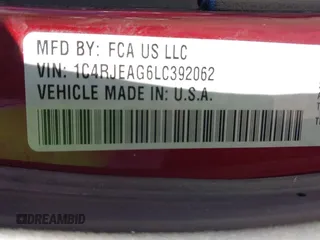 MFD BY: FCA US LLC
VIN: 1C4RJEAG6LC392062
VEHICLE MADE IN: U.S.A.
DREAMBID